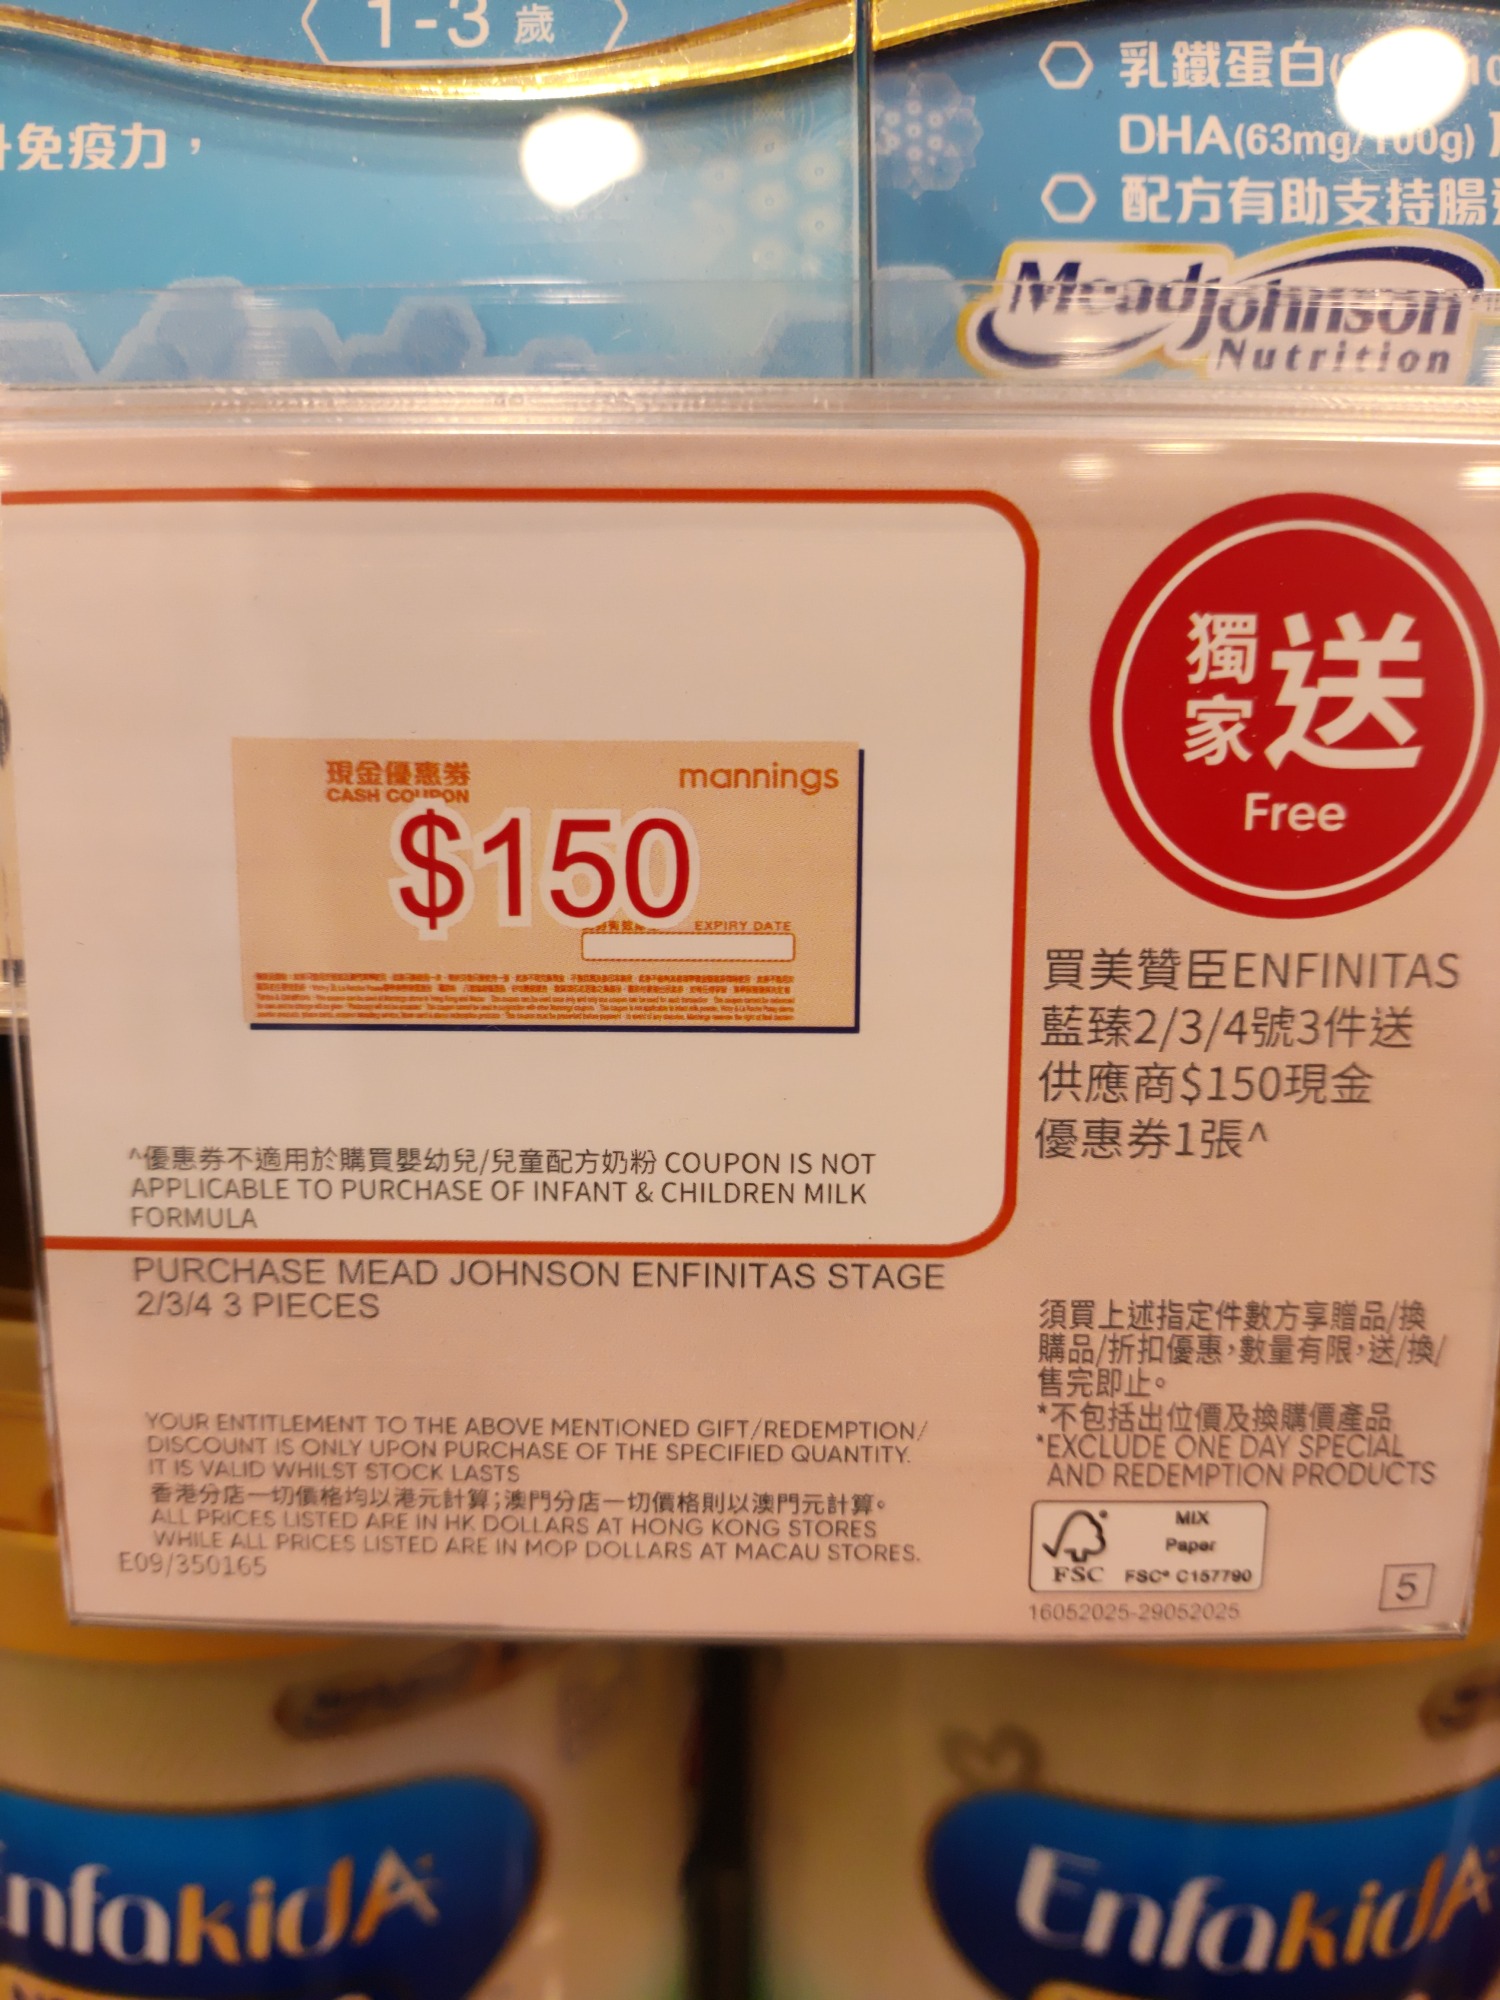 1-3 歲
免疫力，
乳鐵蛋白
DHA(63mg/100g)
配方有助支持腸
MeadJohnson
Nutrition
現金優惠券
CASH COUPON
mannings
$150
EXPIRY DATE
^優惠券不適用於購買嬰幼兒/兒童配方奶粉 COUPON IS NOT
APPLICABLE TO PURCHASE OF INFANT & CHILDREN MILK
FORMULA
PURCHASE MEAD JOHNSON ENFINITAS STAGE
2/3/4 3 PIECES
YOUR ENTITLEMENT TO THE ABOVE MENTIONED GIFT/REDEMPTION/
DISCOUNT IS ONLY UPON PURCHASE OF THE SPECIFIED QUANTITY.
IT IS VALID WHILST STOCK LASTS
香港分店一切價格均以港元計算;澳門分店一切價格則以澳門元計算。
ALL PRICES LISTED ARE IN HK DOLLARS AT HONG KONG STORES
WHILE ALL PRICES LISTED ARE IN MOP DOLLARS AT MACAU STORES.
E09/350165
獨家送
Free
買美贊臣ENFINITAS
藍臻2/3/4號3件送
供應商$150現金
優惠券1張^
須買上述指定件數方享贈品/換
購品/折扣優惠，數量有限，送/換/
售完即止。
*不包括出位價及換購價產品
*EXCLUDE ONE DAY SPECIAL
AND REDEMPTION PRODUCTS
MIX
Paper
FSC
FSC® C157790
5
16052025-29052025
nfakidA
EnfakidA